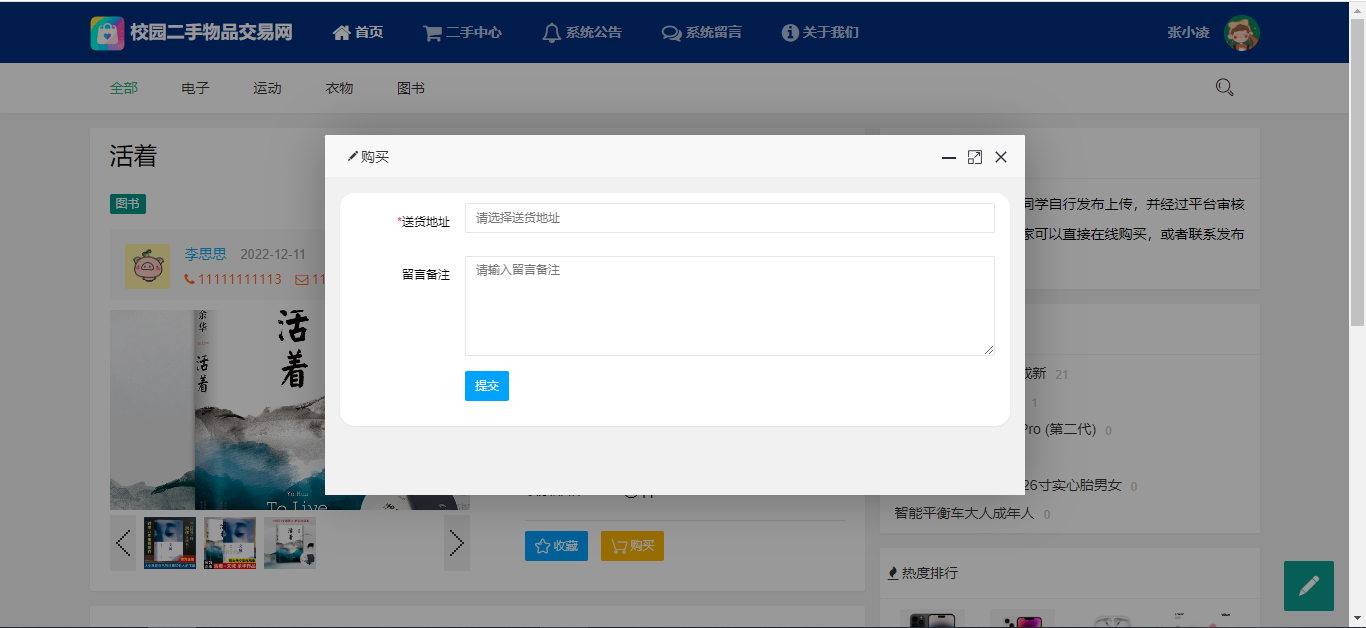 校园二手物品交易网 首页 二手中心 系统公告 系统留言 关于我们 张小凌
全部 电子 运动 衣物 图书
活着
图书
李思思 2022-12-11
11111111113 11
余华
活着
活着
Yu Hua
To Live
收藏 购买
购买
*送货地址 请选择送货地址
留言备注 请输入留言备注
提交
同学自行发布上传，并经过平台审核
家可以直接在线购买，或者联系发布
成新 21
1
Pro (第二代) 0
26寸实心胎男女 0
智能平衡车大人成年人 0
热度排行